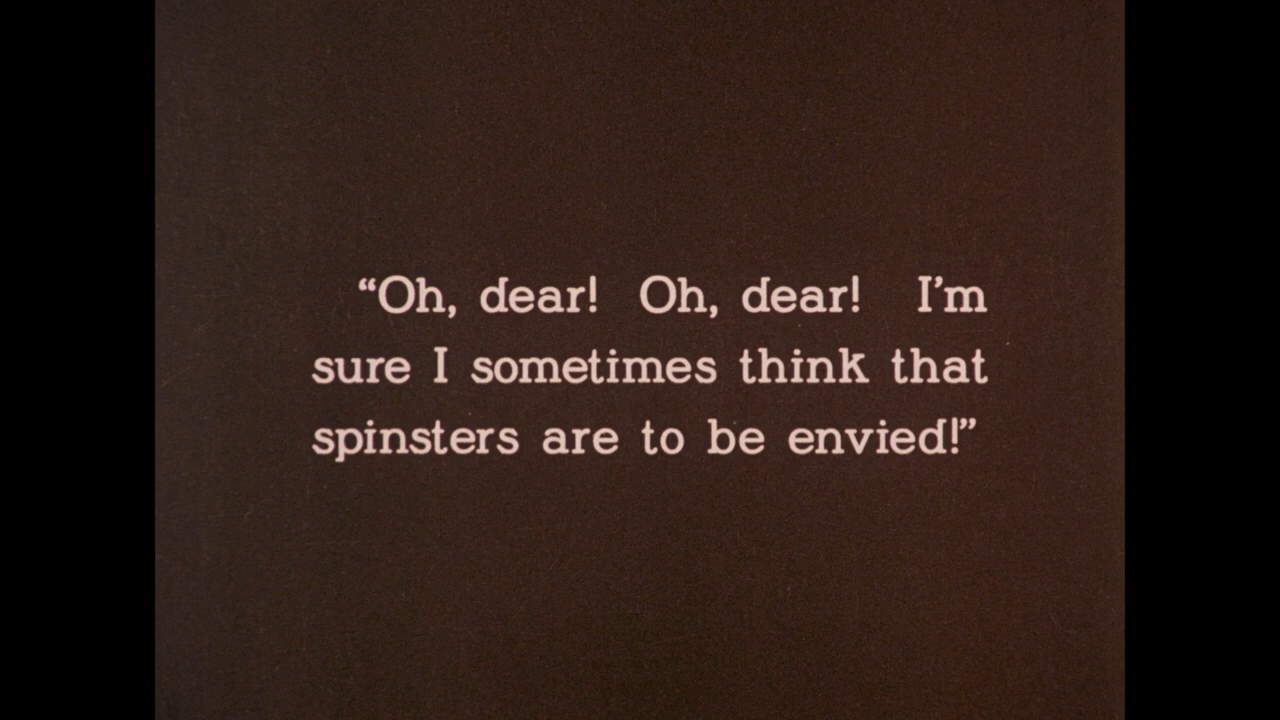 “Oh, dear!  Oh, dear!  I’m
sure I sometimes think that
spinsters are to be envied!”